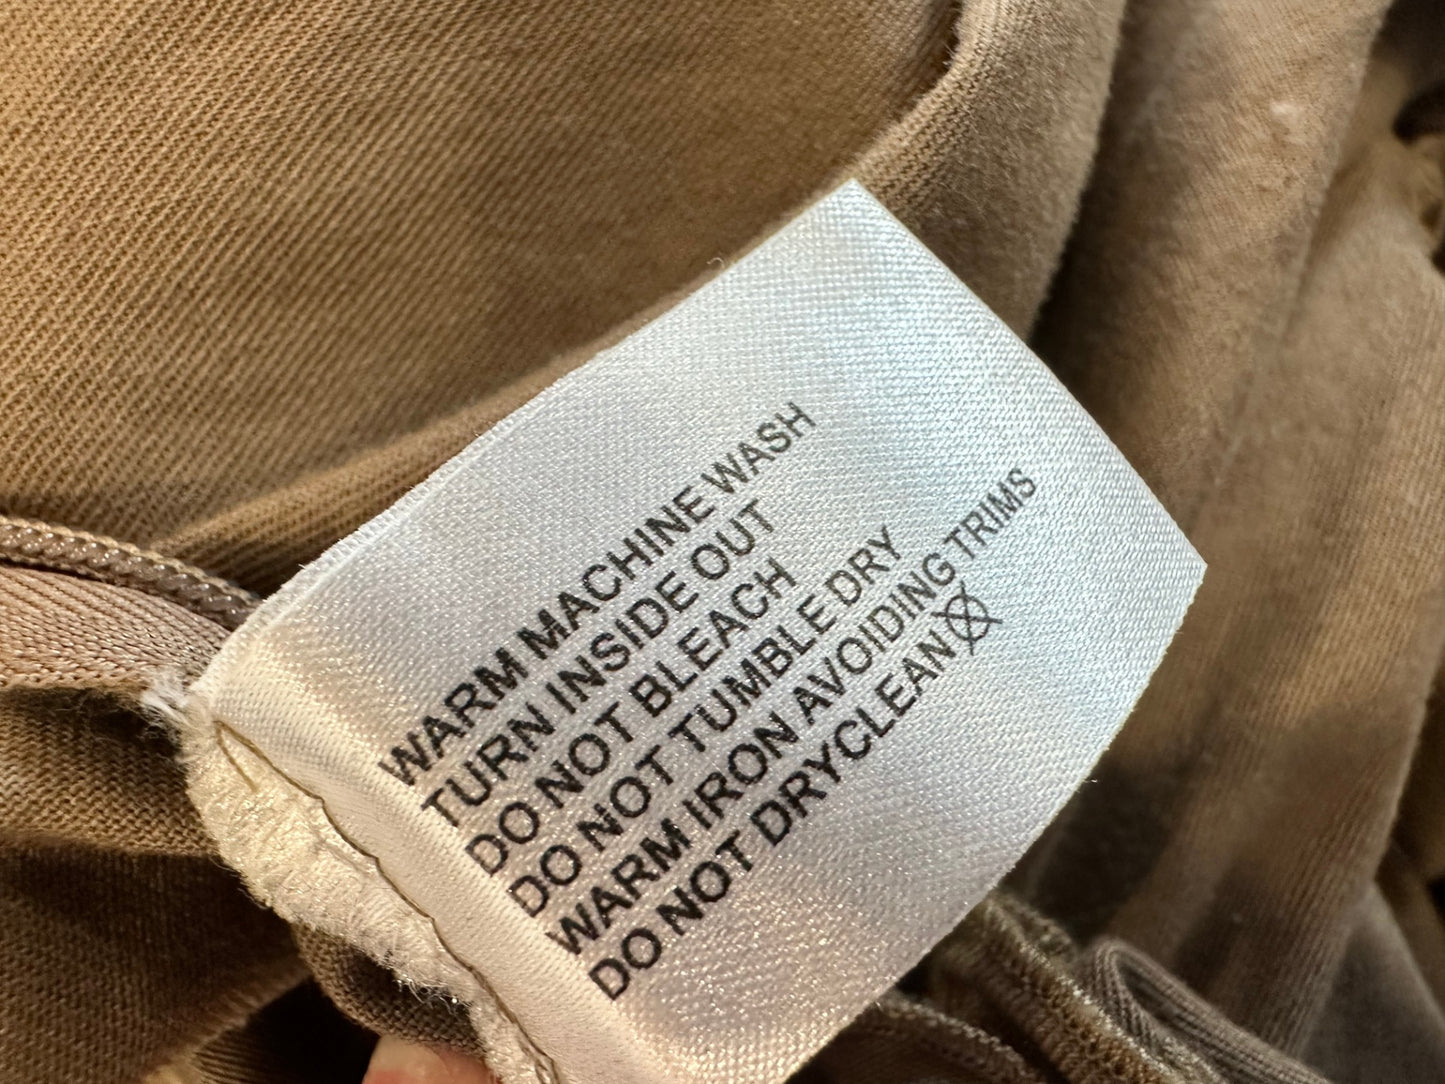 WARM MACHINE WASH
TURN INSIDE OUT
DO NOT BLEACH
DO NOT TUMBLE DRY
WARM IRON AVOIDING TRIMS
DO NOT DRYCLEAN